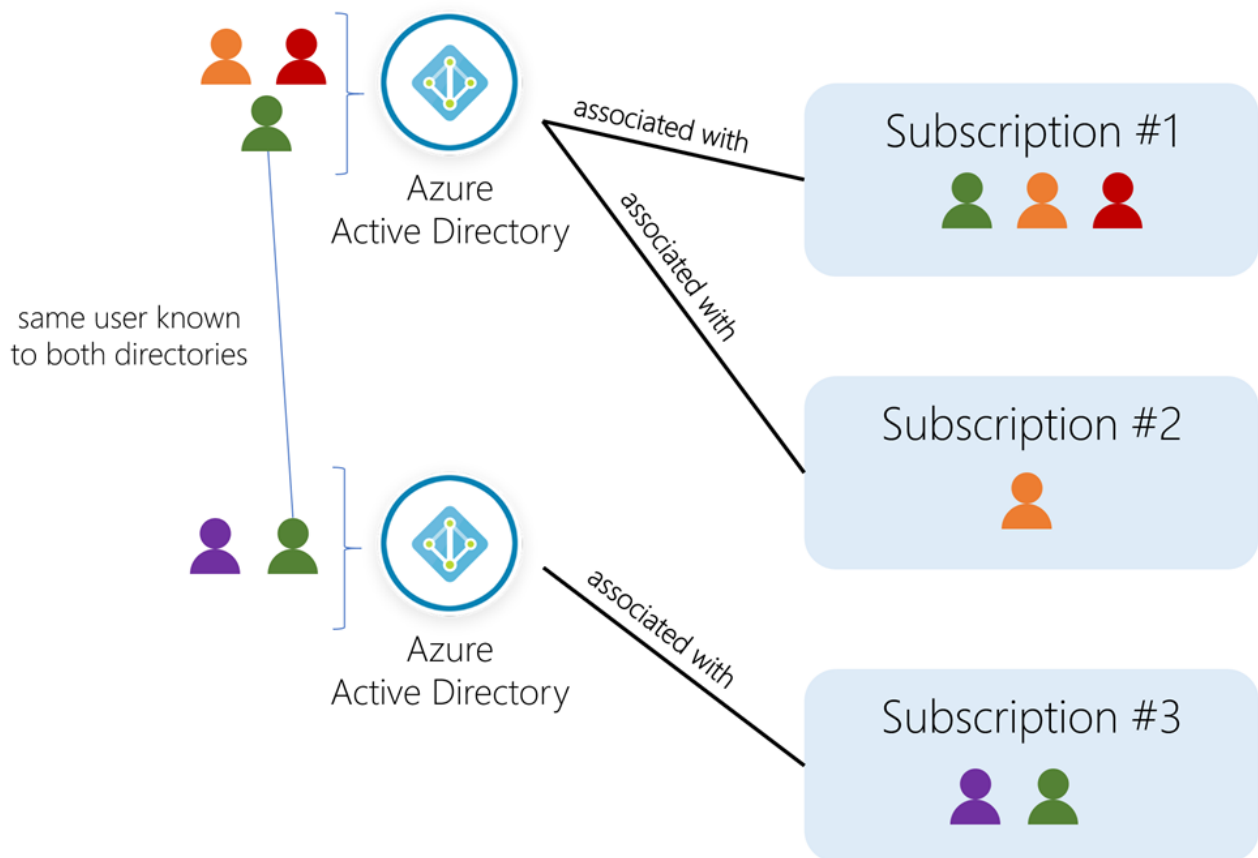 associated with
Subscription #1
Azure
Active Directory
associated with
same user known
to both directories
Subscription #2
associated with
Azure
Active Directory
Subscription #3